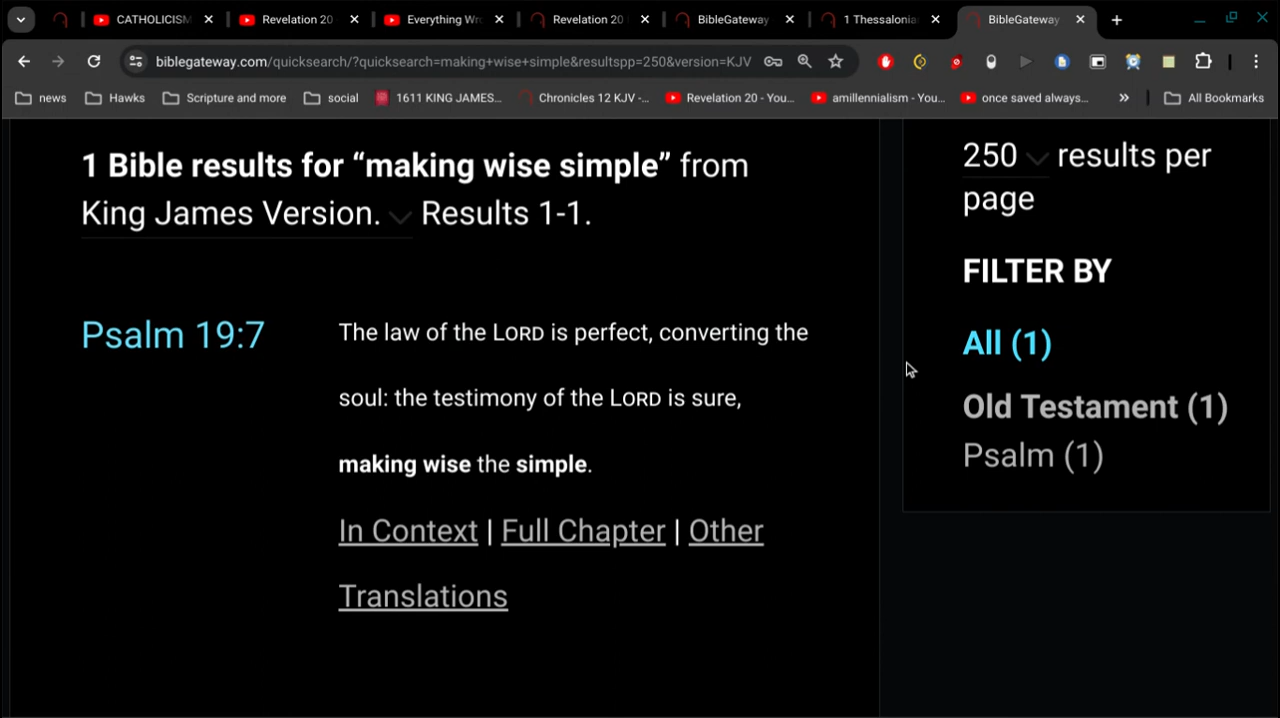 CATHOLICISM
Revelation 20
Everything Wr
Revelation 20
BibleGateway
1 Thessalonia
BibleGateway
biblegateway.com/quicksearch/?quicksearch=making+wise+simple&resultspp=250&version=KJV
news
Hawks
Scripture and more
social
1611 KING JAMES...
Chronicles 12 KJV -...
Revelation 20 - You...
amillennialism - You...
once saved always...
»
All Bookmarks
1 Bible results for “making wise simple” from
King James Version. Results 1-1.
Psalm 19:7
The law of the LORD is perfect, converting the
soul: the testimony of the LORD is sure,
making wise the simple.
In Context | Full Chapter | Other
Translations
250 results per
page
FILTER BY
All (1)
Old Testament (1)
Psalm (1)